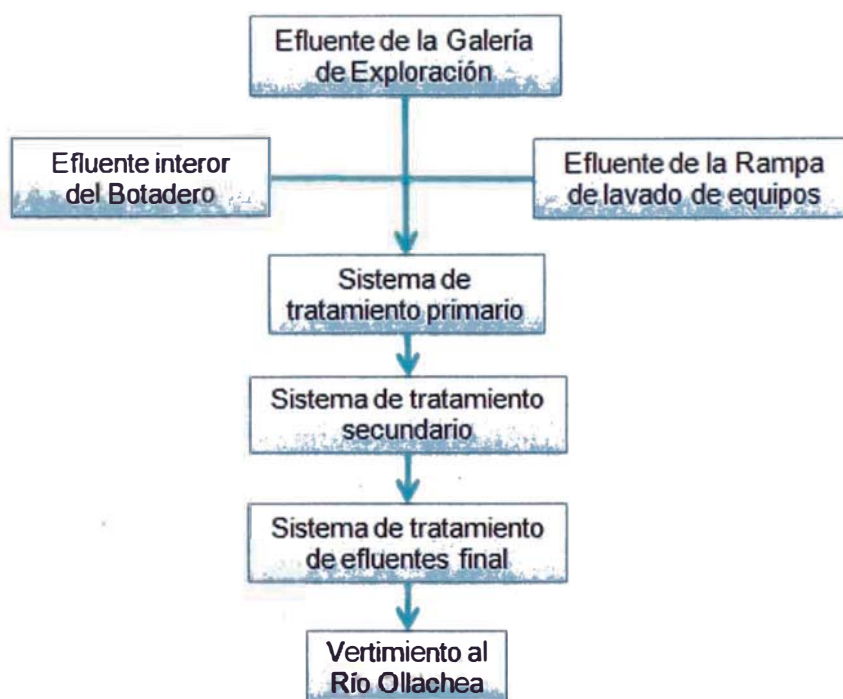 Efluente de la Galería
de Exploración
Efluente interor
del Botadero
Efluente de la Rampa
de lavado de equipos
Sistema de
tratamiento primario
Sistema de tratamiento
secundario
Sistema de tratamiento
de efluentes final
Vertimiento al
Río Ollachea